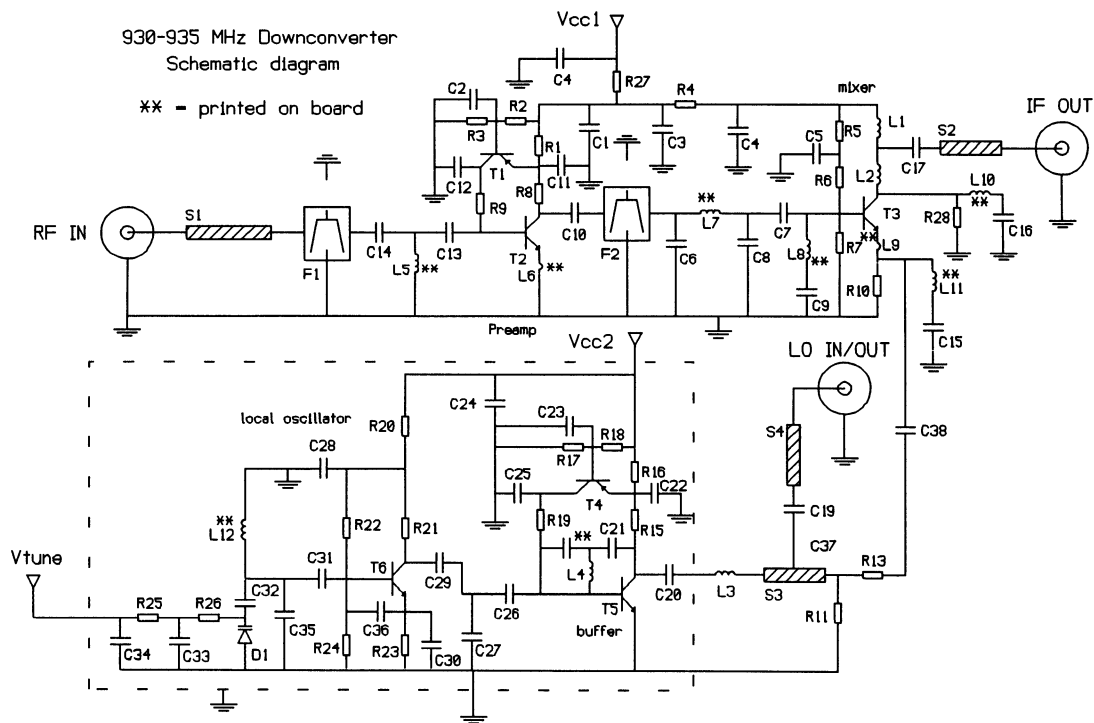 930-935 MHz Downconverter
Schematic diagram
** = printed on board
Vcc1
C4
R27
C2
R2
R3
R1
C1
C3
R4
C4
mixer
C5
R5
L1
S2
IF OUT
C17
T1
C12
C11
R8
R9
R6
L2
L10
**
RF IN
S1
F1
C14
L5
**
C13
T2
L6
**
C10
F2
C6
**
L7
C8
C7
L8
**
C9
R7
T3
**
L9
R10
R28
C16
**
L11
C15
Preamp
Vcc2
LO IN/OUT
local oscillator
C28
R20
C24
C23
R18
R17
R16
C25
T4
C22
S4
C38
**
L12
R22
R21
R19
**
C21
R15
C19
Vtune
C31
T6
C29
L4
C37
R13
C32
C26
T5
C20
L3
S3
R25
R26
C35
C36
buffer
R11
C34
C33
D1
R24
R23
C30
C27